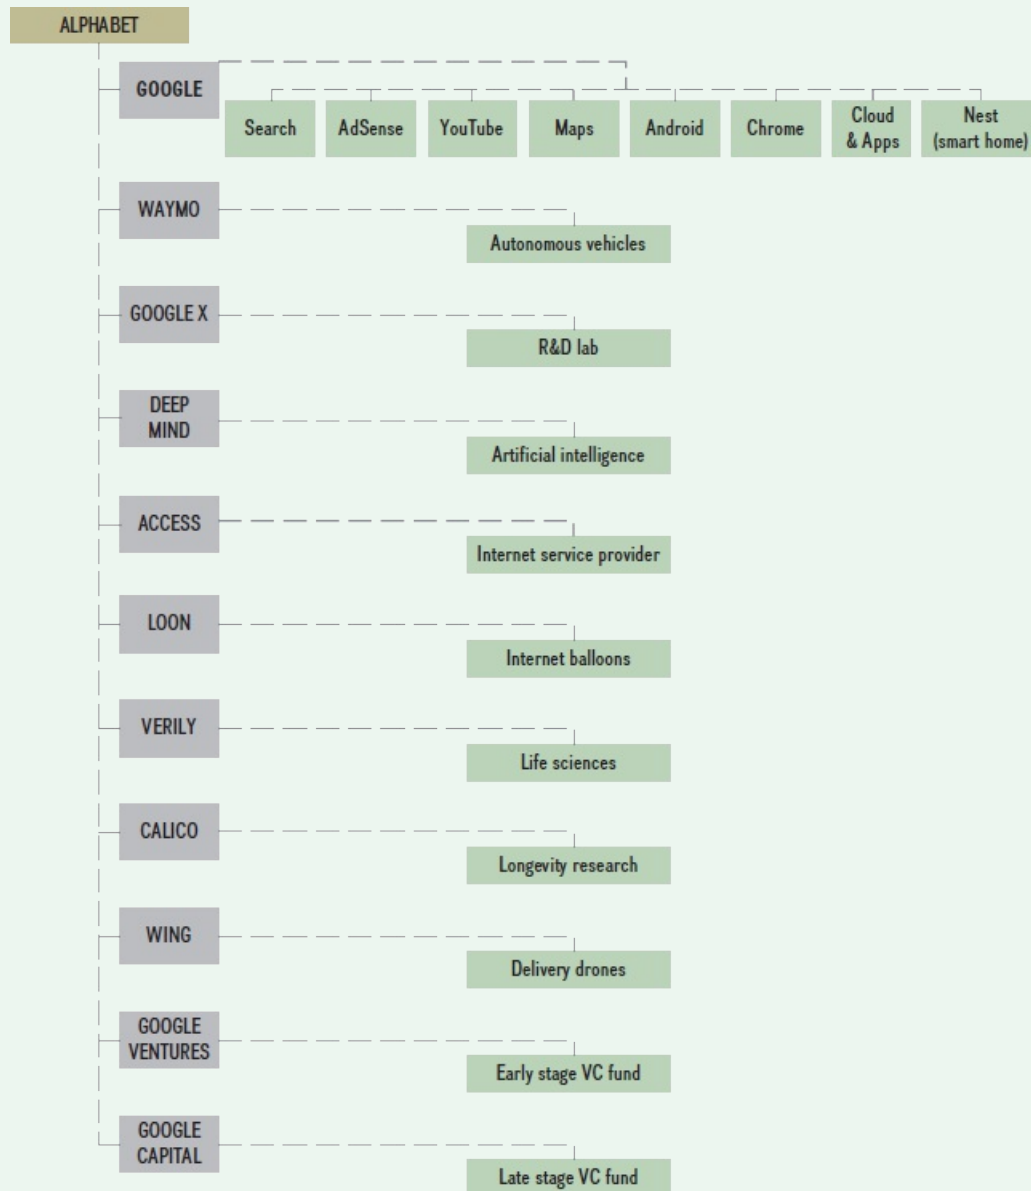 ALPHABET
GOOGLE
Search
AdSense
YouTube
Maps
Android
Chrome
Cloud
& Apps
Nest
(smart home)
WAYMO
Autonomous vehicles
GOOGLE X
R&D lab
DEEP
MIND
Artificial intelligence
ACCESS
Internet service provider
LOON
Internet balloons
VERILY
Life sciences
CALICO
Longevity research
WING
Delivery drones
GOOGLE
VENTURES
Early stage VC fund
GOOGLE
CAPITAL
Late stage VC fund